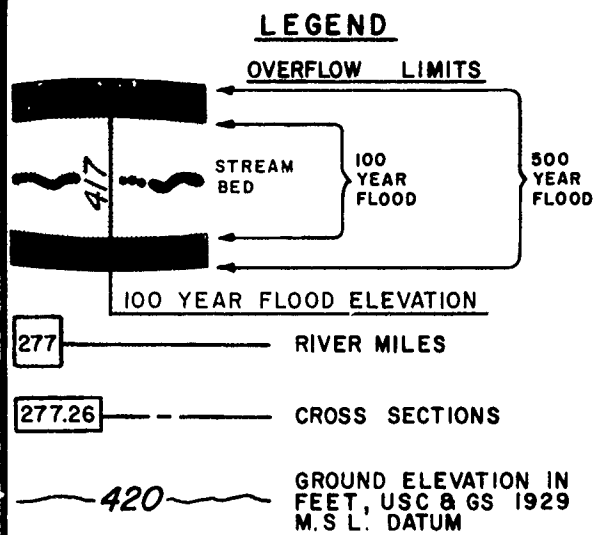 LEGEND
OVERFLOW LIMITS
417
STREAM
BED
100
YEAR
FLOOD
500
YEAR
FLOOD
100 YEAR FLOOD ELEVATION
277
RIVER MILES
277.26
CROSS SECTIONS
420
GROUND ELEVATION IN
FEET, USC & GS 1929
M.S L. DATUM